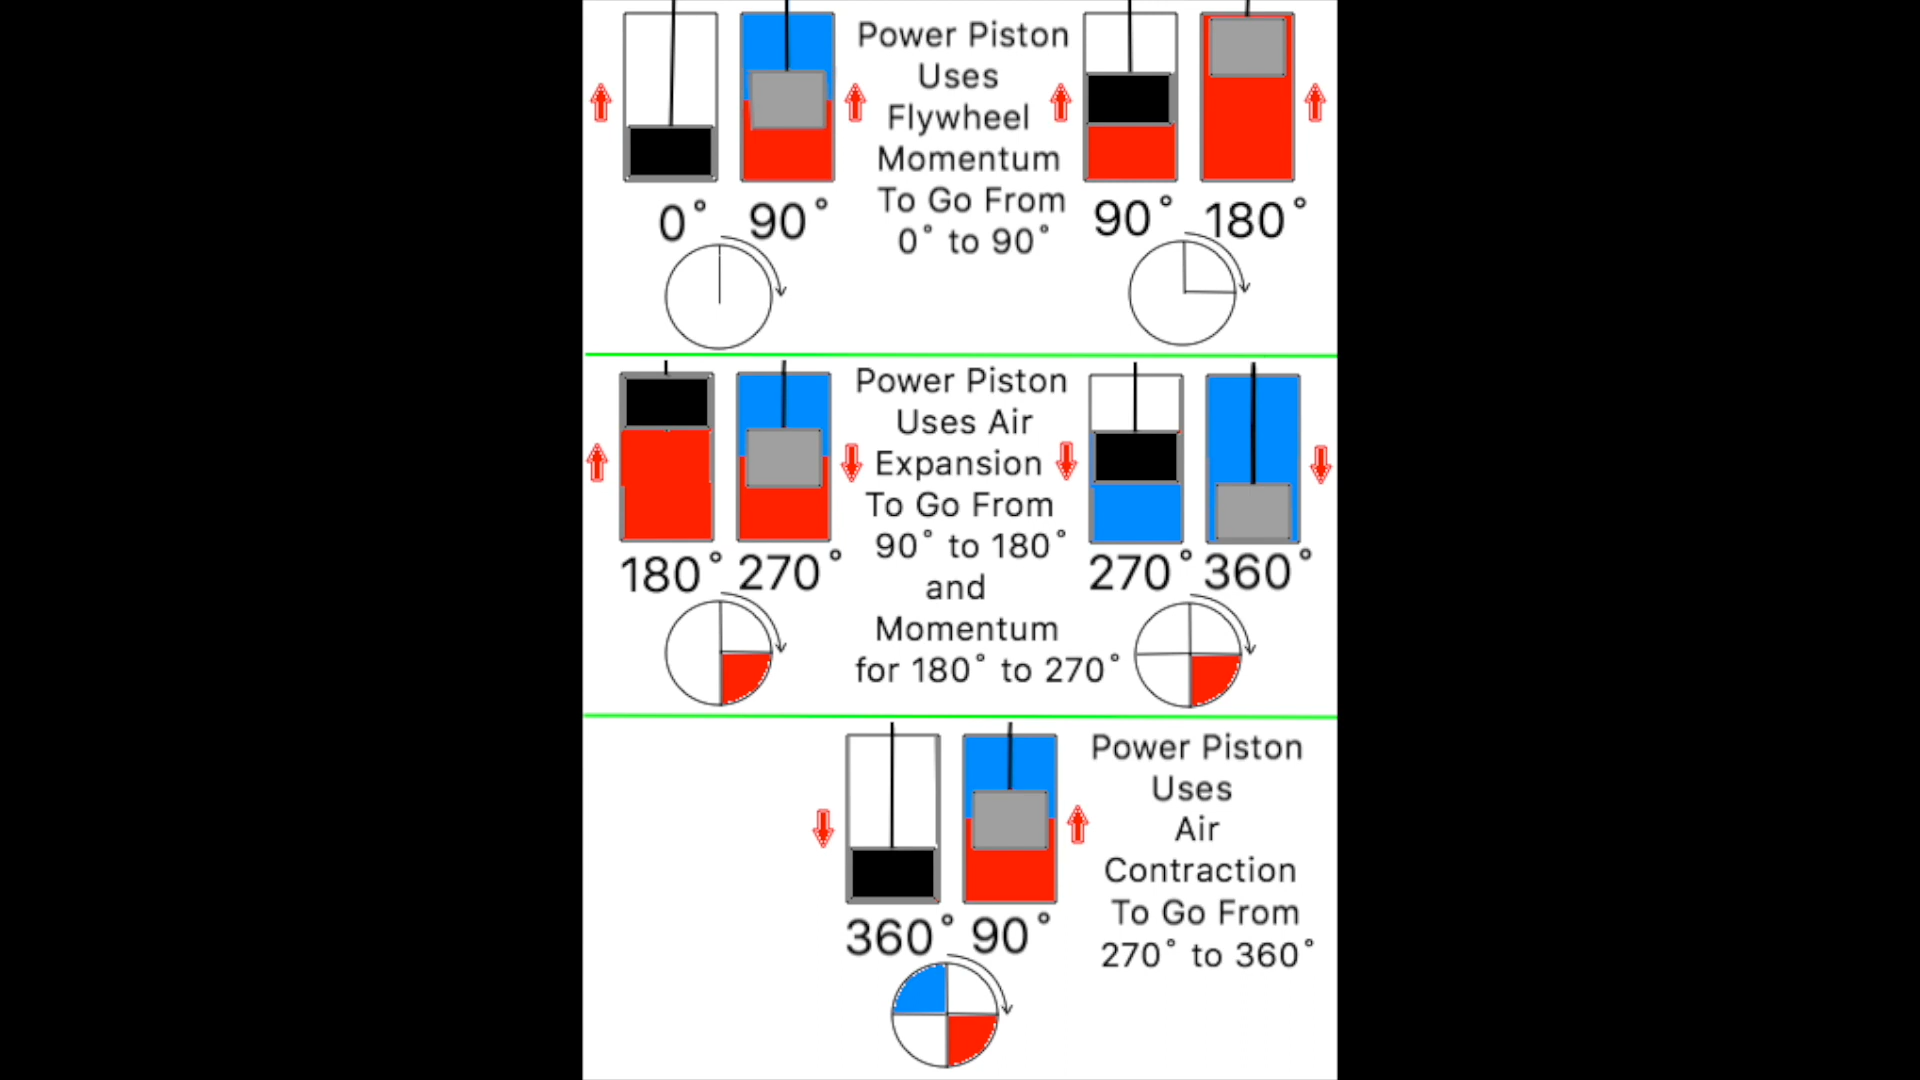 Power Piston
Uses
Flywheel
Momentum
To Go From
0° to 90°
0° 90°
90° 180°
Power Piston
Uses Air
Expansion
To Go From
90° to 180°
and
Momentum
for 180° to 270°
180° 270°
270° 360°
Power Piston
Uses
Air
Contraction
To Go From
270° to 360°
360° 90°